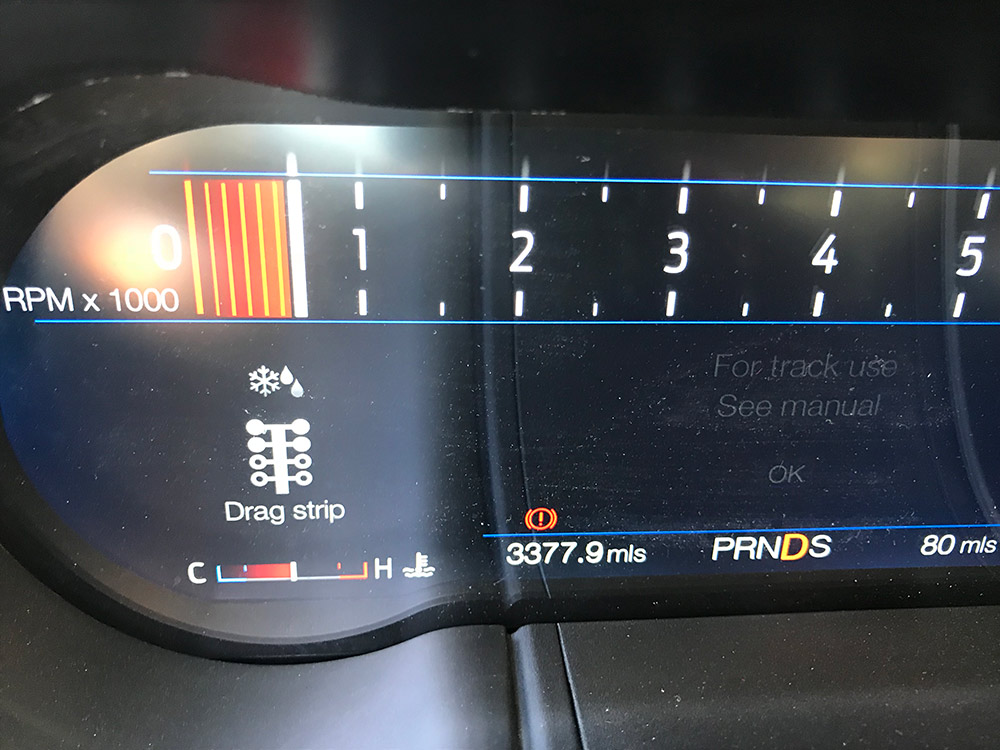 0 1 2 3 4 5
RPM x 1000
For track use
See manual
OK
Drag strip
3377.9 mls PRNDS 80 mls
C H